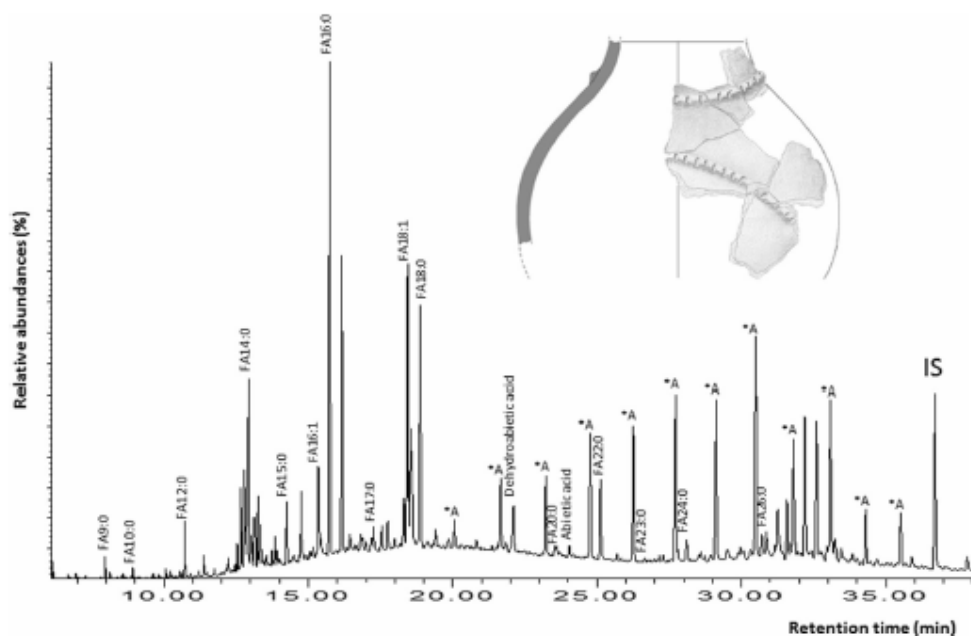 Relative abundances (%)
FA9:0
FA10:0
FA12:0
FA14:0
FA15:0
FA16:1
FA16:0
FA17:0
FA18:1
FA18:0
*A
*A
Dehydroabietic acid
*A
FA20:0
Abietic acid
*A
FA22:0
*A
FA23:0
*A
FA24:0
*A
*A
FA26:0
*A
*A
*A
*A
IS
10.00
15.00
20.00
25.00
30.00
35.00
Retention time (min)